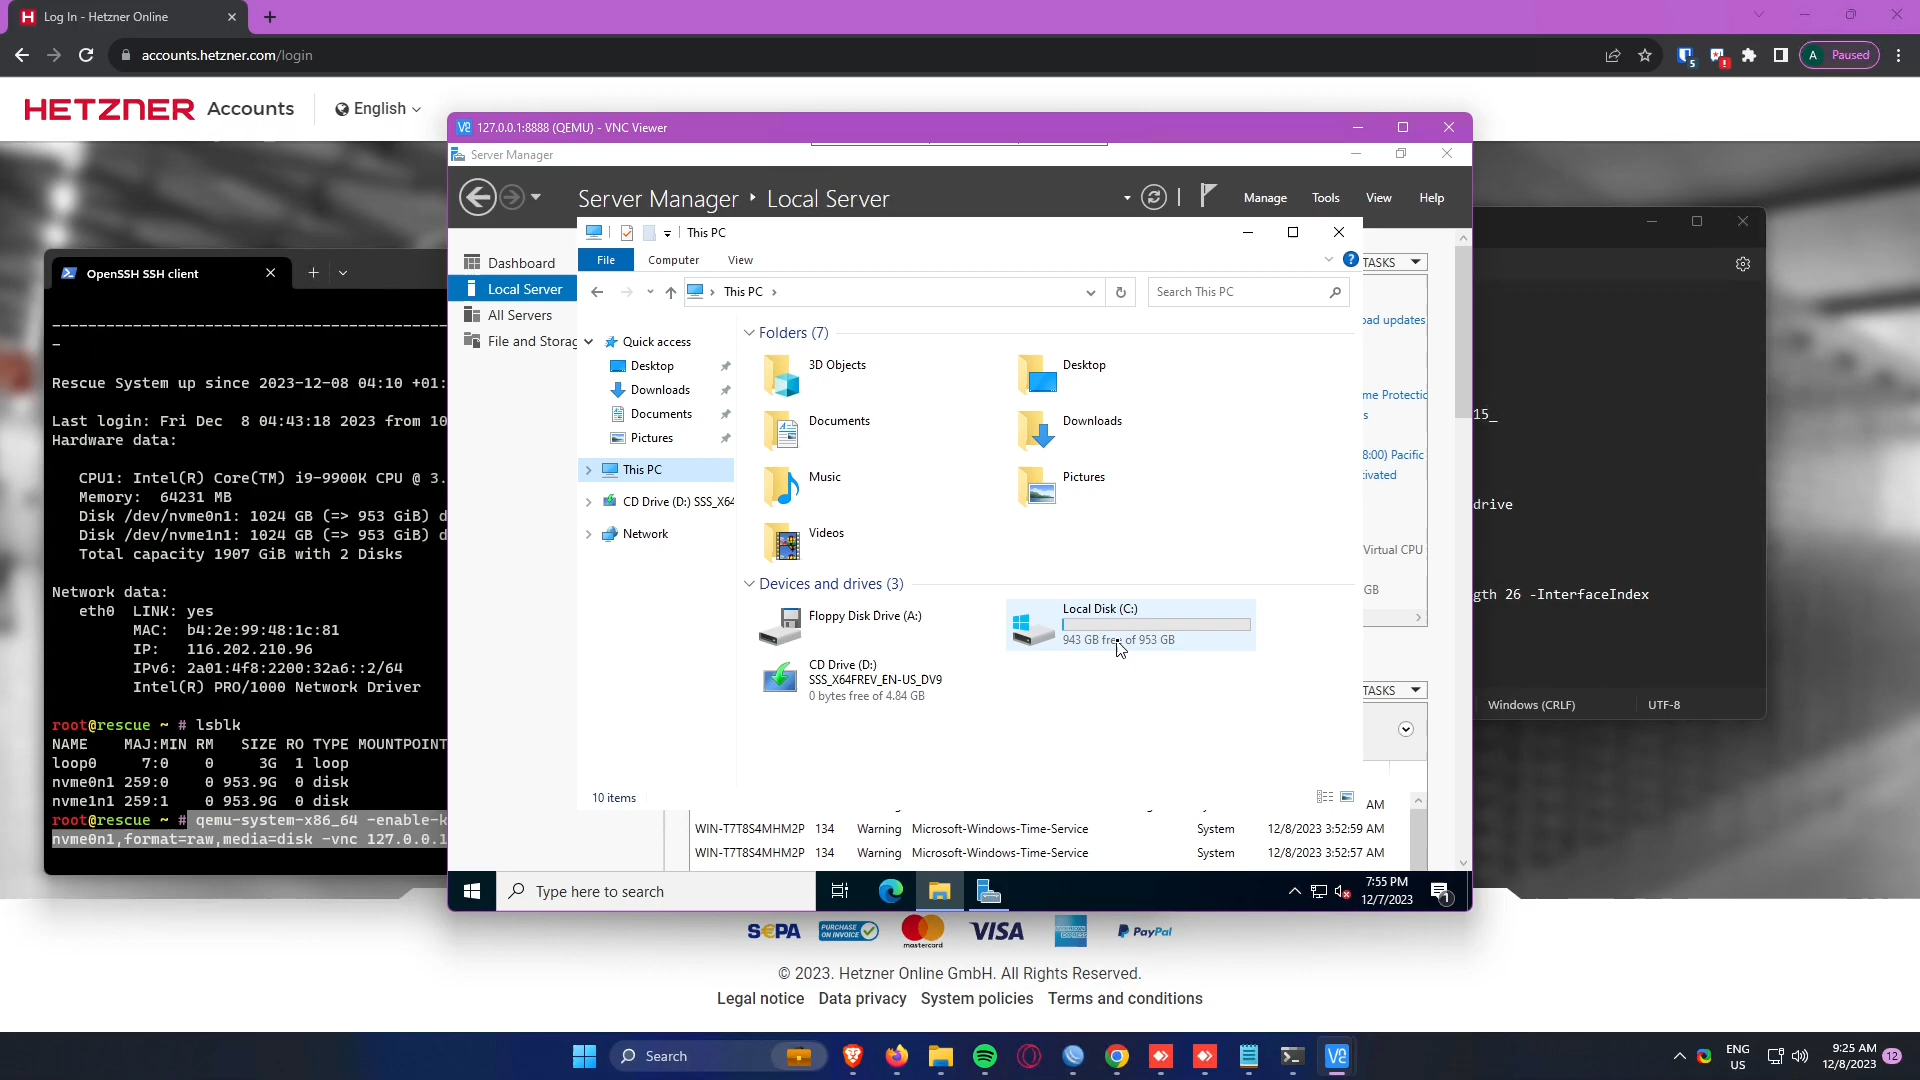 Log In - Hetzner Online
accounts.hetzner.com/login
A Paused
HETZNER Accounts
English
127.0.0.1:8888 (QEMU) - VNC Viewer
Server Manager
Server Manager ‣ Local Server
Manage Tools View Help
Dashboard
Local Server
All Servers
File and Storag
This PC
File Computer View
This PC
Search This PC
Quick access
Desktop
Downloads
Documents
Pictures
This PC
CD Drive (D:) SSS_X64
Network
Folders (7)
3D Objects
Desktop
Documents
Downloads
Music
Pictures
Videos
Devices and drives (3)
Floppy Disk Drive (A:)
Local Disk (C:)
943 GB free of 953 GB
CD Drive (D:)
SSS_X64FREV_EN-US_DV9
0 bytes free of 4.84 GB
10 items
TASKS
oad updates
me Protectic
s
8:00) Pacific
tivated
Virtual CPU
GB
TASKS
AM
WIN-T7T8S4MHM2P 134 Warning Microsoft-Windows-Time-Service System 12/8/2023 3:52:59 AM
WIN-T7T8S4MHM2P 134 Warning Microsoft-Windows-Time-Service System 12/8/2023 3:52:57 AM
Type here to search
7:55 PM
12/7/2023
1
OpenSSH SSH client
Rescue System up since 2023-12-08 04:10 +01:
Last login: Fri Dec 8 04:43:18 2023 from 10
Hardware data:
CPU1: Intel(R) Core(TM) i9-9900K CPU @ 3.
Memory: 64231 MB
Disk /dev/nvme0n1: 1024 GB (=> 953 GiB) d
Disk /dev/nvme1n1: 1024 GB (=> 953 GiB) d
Total capacity 1907 GiB with 2 Disks
Network data:
eth0 LINK: yes
MAC: b4:2e:99:48:1c:81
IP: 116.202.210.96
IPv6: 2a01:4f8:2200:32a6::2/64
Intel(R) PRO/1000 Network Driver
root@rescue ~ # lsblk
NAME MAJ:MIN RM SIZE RO TYPE MOUNTPOINT
loop0 7:0 0 3G 1 loop
nvme0n1 259:0 0 953.9G 0 disk
nvme1n1 259:1 0 953.9G 0 disk
root@rescue ~ # qemu-system-x86_64 -enable-k
nvme0n1,format=raw,media=disk -vnc 127.0.0.1
15_
drive
gth 26 -InterfaceIndex
Windows (CRLF)
UTF-8
SEPA PURCHASE ON INVOICE mastercard VISA PayPal
© 2023. Hetzner Online GmbH. All Rights Reserved.
Legal notice Data privacy System policies Terms and conditions
Search
ENG
US
9:25 AM
12/8/2023
12